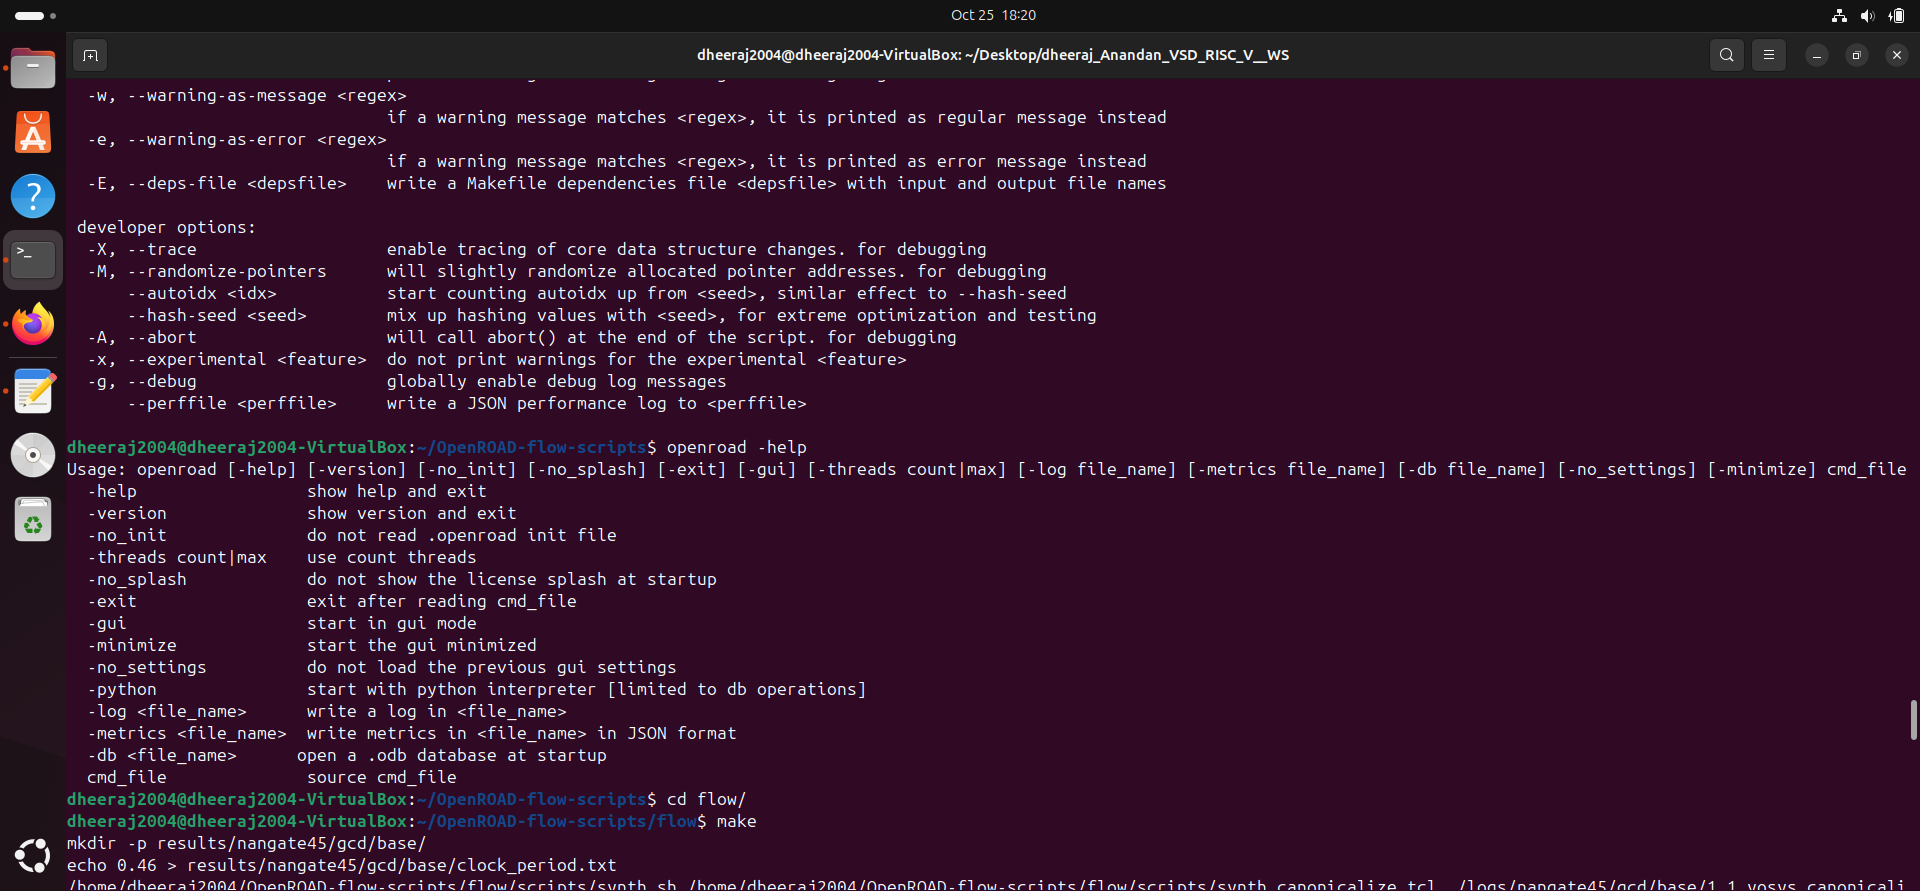 Oct 25 18:20
dheeraj2004@dheeraj2004-VirtualBox: ~/Desktop/dheeraj_Anandan_VSD_RISC_V__WS
-w, --warning-as-message <regex>
if a warning message matches <regex>, it is printed as regular message instead
-e, --warning-as-error <regex>
if a warning message matches <regex>, it is printed as error message instead
-E, --deps-file <depsfile>    write a Makefile dependencies file <depsfile> with input and output file names
developer options:
-X, --trace                   enable tracing of core data structure changes. for debugging
-M, --randomize-pointers      will slightly randomize allocated pointer addresses. for debugging
--autoidx <idx>           start counting autoidx up from <seed>, similar effect to --hash-seed
--hash-seed <seed>        mix up hashing values with <seed>, for extreme optimization and testing
-A, --abort                   will call abort() at the end of the script. for debugging
-x, --experimental <feature>  do not print warnings for the experimental <feature>
-g, --debug                   globally enable debug log messages
--perffile <perffile>     write a JSON performance log to <perffile>
dheeraj2004@dheeraj2004-VirtualBox:~/OpenROAD-flow-scripts$ openroad -help
Usage: openroad [-help] [-version] [-no_init] [-no_splash] [-exit] [-gui] [-threads count|max] [-log file_name] [-metrics file_name] [-db file_name] [-no_settings] [-minimize] cmd_file
-help                 show help and exit
-version              show version and exit
-no_init              do not read .openroad init file
-threads count|max    use count threads
-no_splash            do not show the license splash at startup
-exit                 exit after reading cmd_file
-gui                  start in gui mode
-minimize             start the gui minimized
-no_settings          do not load the previous gui settings
-python               start with python interpreter [limited to db operations]
-log <file_name>      write a log in <file_name>
-metrics <file_name>  write metrics in <file_name> in JSON format
-db <file_name>      open a .odb database at startup
cmd_file              source cmd_file
dheeraj2004@dheeraj2004-VirtualBox:~/OpenROAD-flow-scripts$ cd flow/
dheeraj2004@dheeraj2004-VirtualBox:~/OpenROAD-flow-scripts/flow$ make
mkdir -p results/nangate45/gcd/base/
echo 0.46 > results/nangate45/gcd/base/clock_period.txt
/home/dheeraj2004/OpenROAD-flow-scripts/flow/scripts/synth.sh /home/dheeraj2004/OpenROAD-flow-scripts/flow/scripts/synth_canonicalize.tcl ./logs/nangate45/gcd/base/1_1_yosys_canonicali